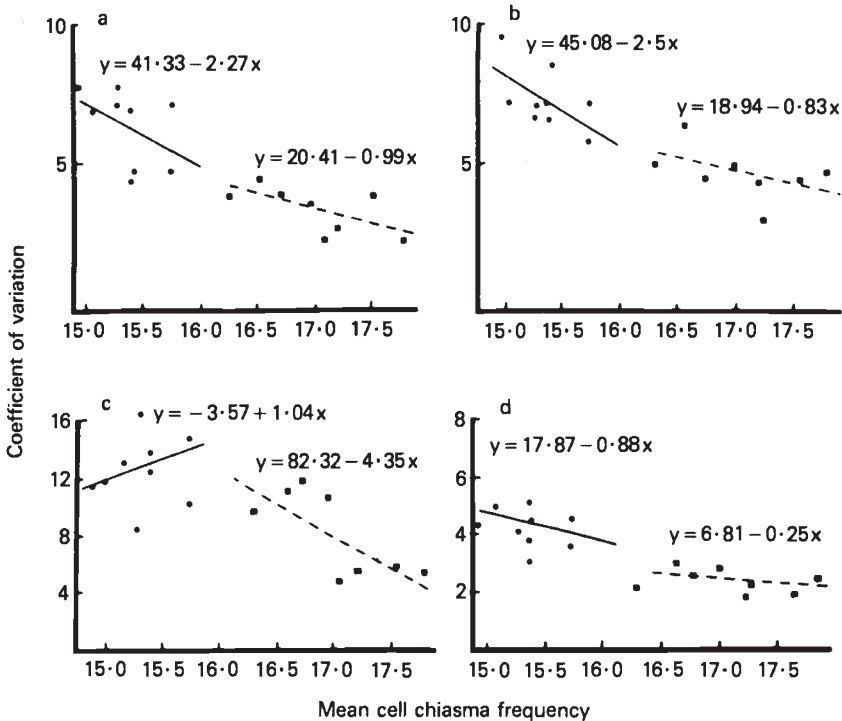 a
10
y = 41·33 – 2·27x
y = 20·41 – 0·99x
5
15·0 15·5 16·0 16·5 17·0 17·5
b
10
y = 45·08 – 2·5x
18·94 – 0·83x
5
15·0 15·5 16·0 16·5 17·0 17·5
Coefficient of variation
c
16
y = –3·57 + 1·04x
y = 82·32 – 4·35x
12
8
4
15·0 15·5 16·0 16·5 17·0 17·5
d
8
y = 17·87 – 0·88x
6
4
y = 6·81 – 0·25x
2
15·0 15·5 16·0 16·5 17·0 17·5
Mean cell chiasma frequency